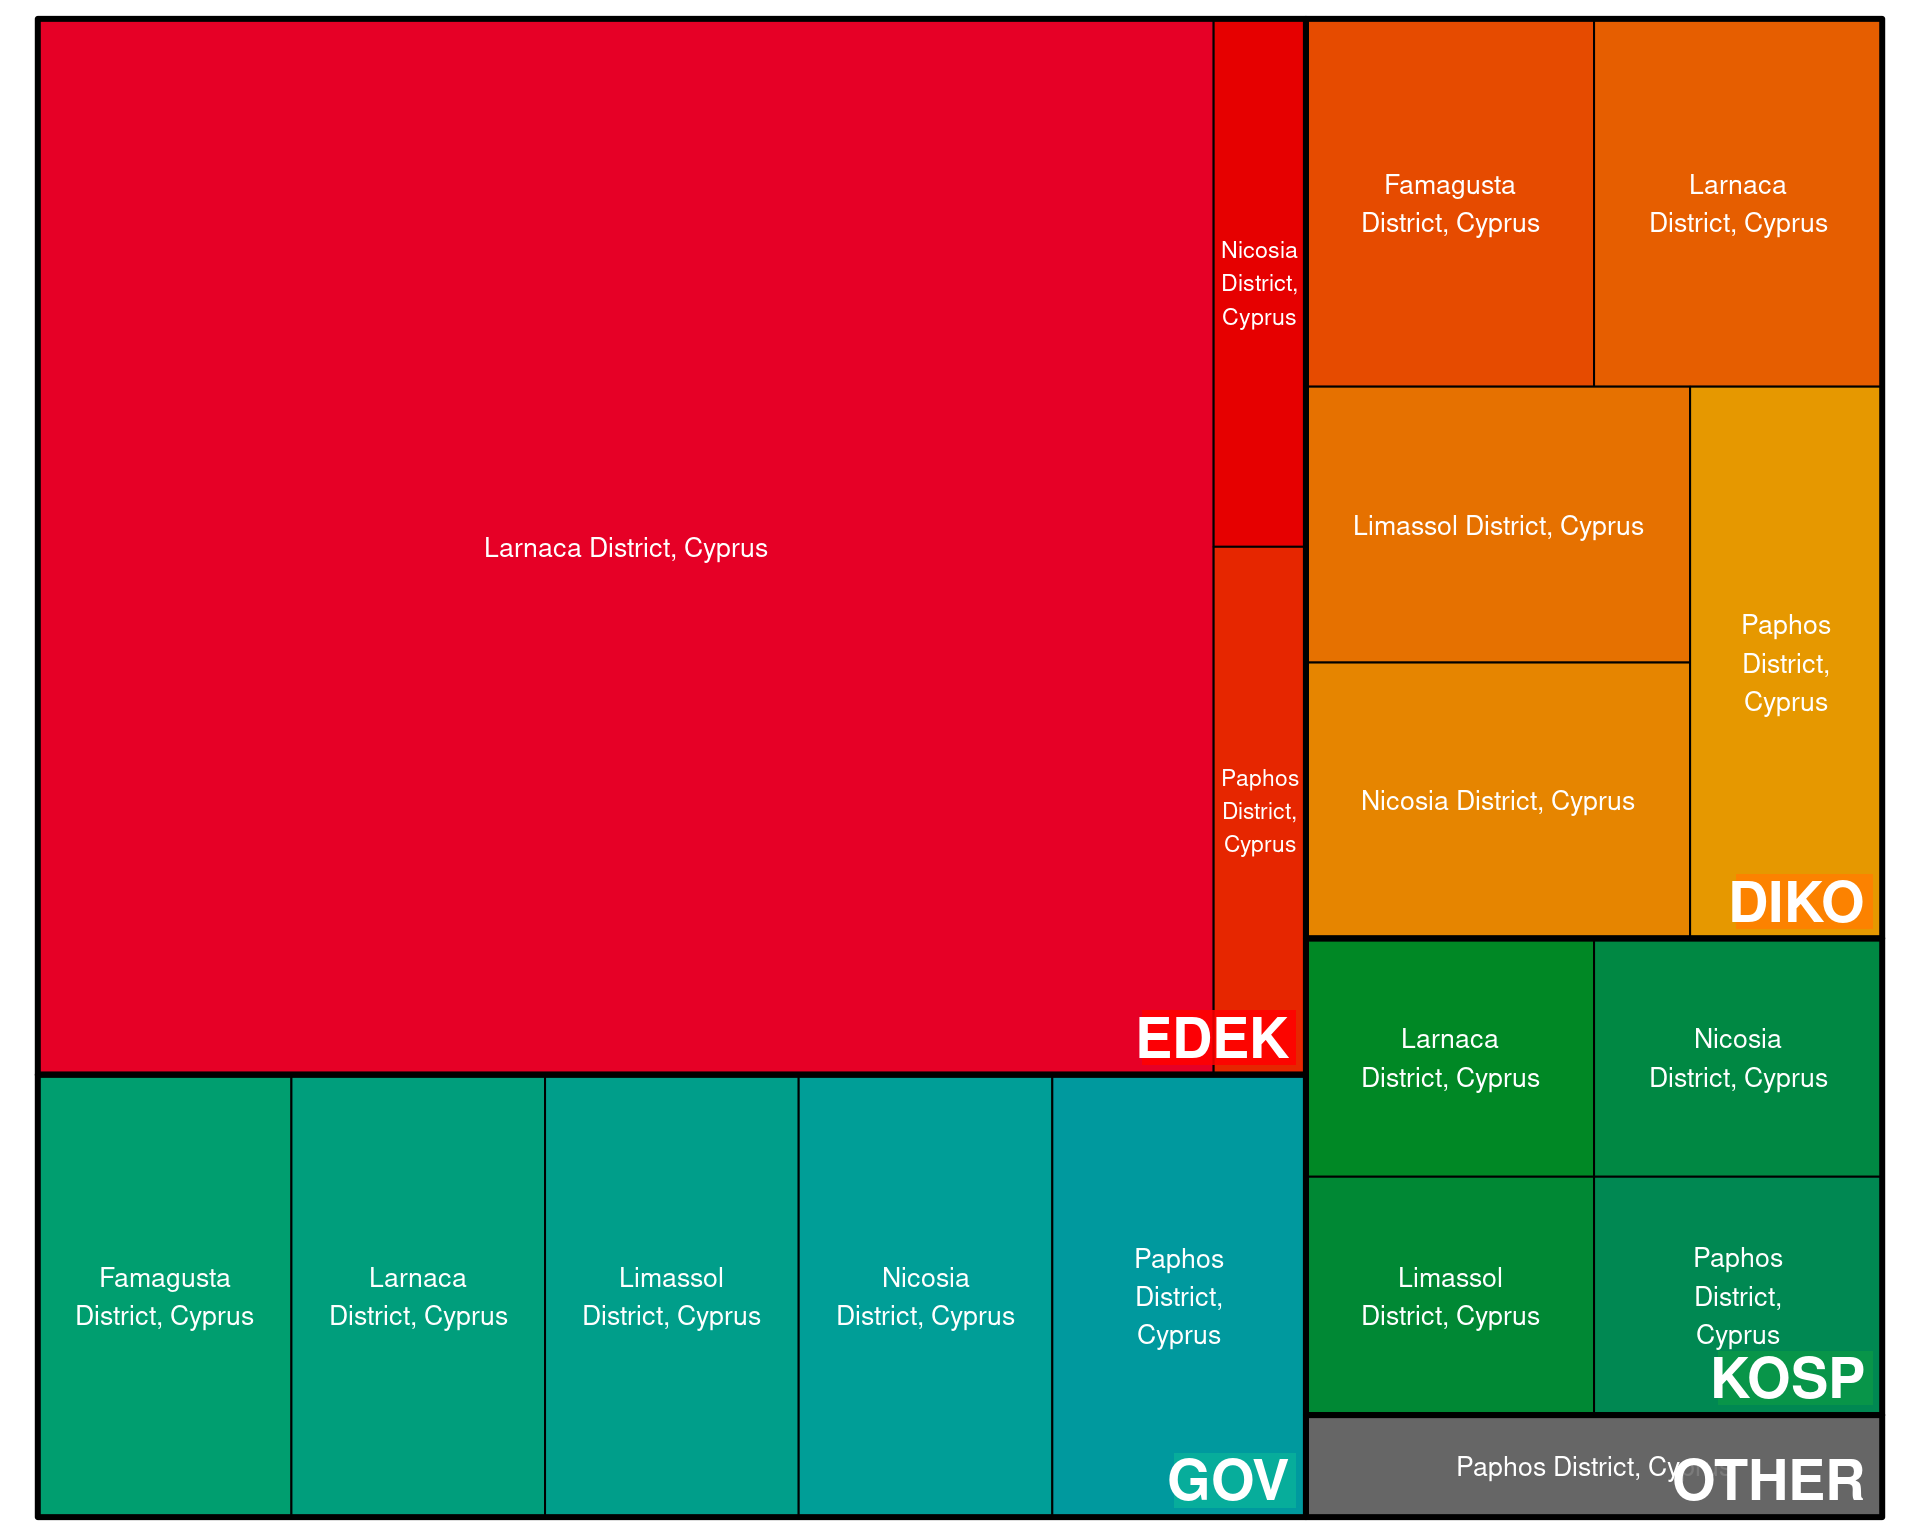 Larnaca District, Cyprus
Nicosia
District,
Cyprus
Paphos
District,
Cyprus
EDEK
Famagusta
District, Cyprus
Larnaca
District, Cyprus
Limassol District, Cyprus
Nicosia District, Cyprus
Paphos
District,
Cyprus
DIKO
Famagusta
District, Cyprus
Larnaca
District, Cyprus
Limassol
District, Cyprus
Nicosia
District, Cyprus
Paphos
District,
Cyprus
GOV
Larnaca
District, Cyprus
Nicosia
District, Cyprus
Limassol
District, Cyprus
Paphos
District,
Cyprus
KOSP
Paphos District, Cyprus
OTHER